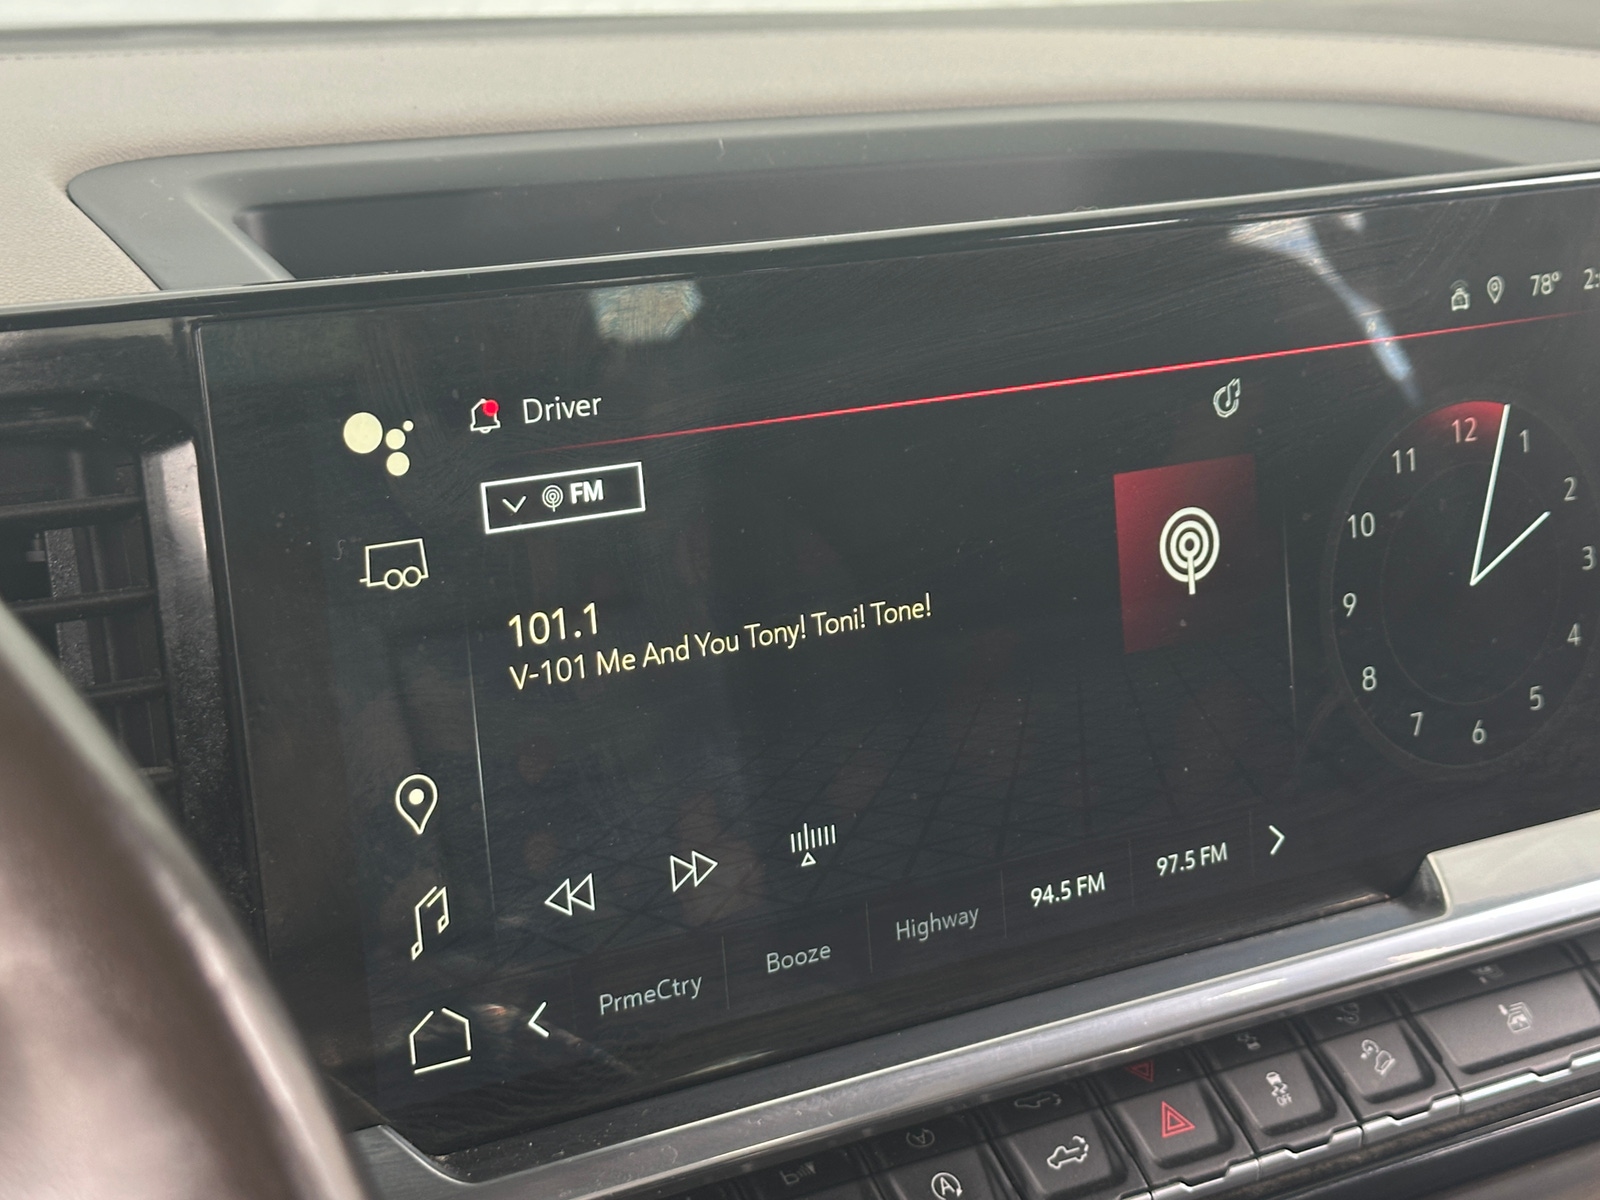 78°
Driver
FM
101.1
V-101 Me And You Tony! Toni! Tone!
12
1
2
3
4
5
6
7
8
9
10
11
PrmeCtry
Booze
Highway
94.5 FM
97.5 FM
OFF
A